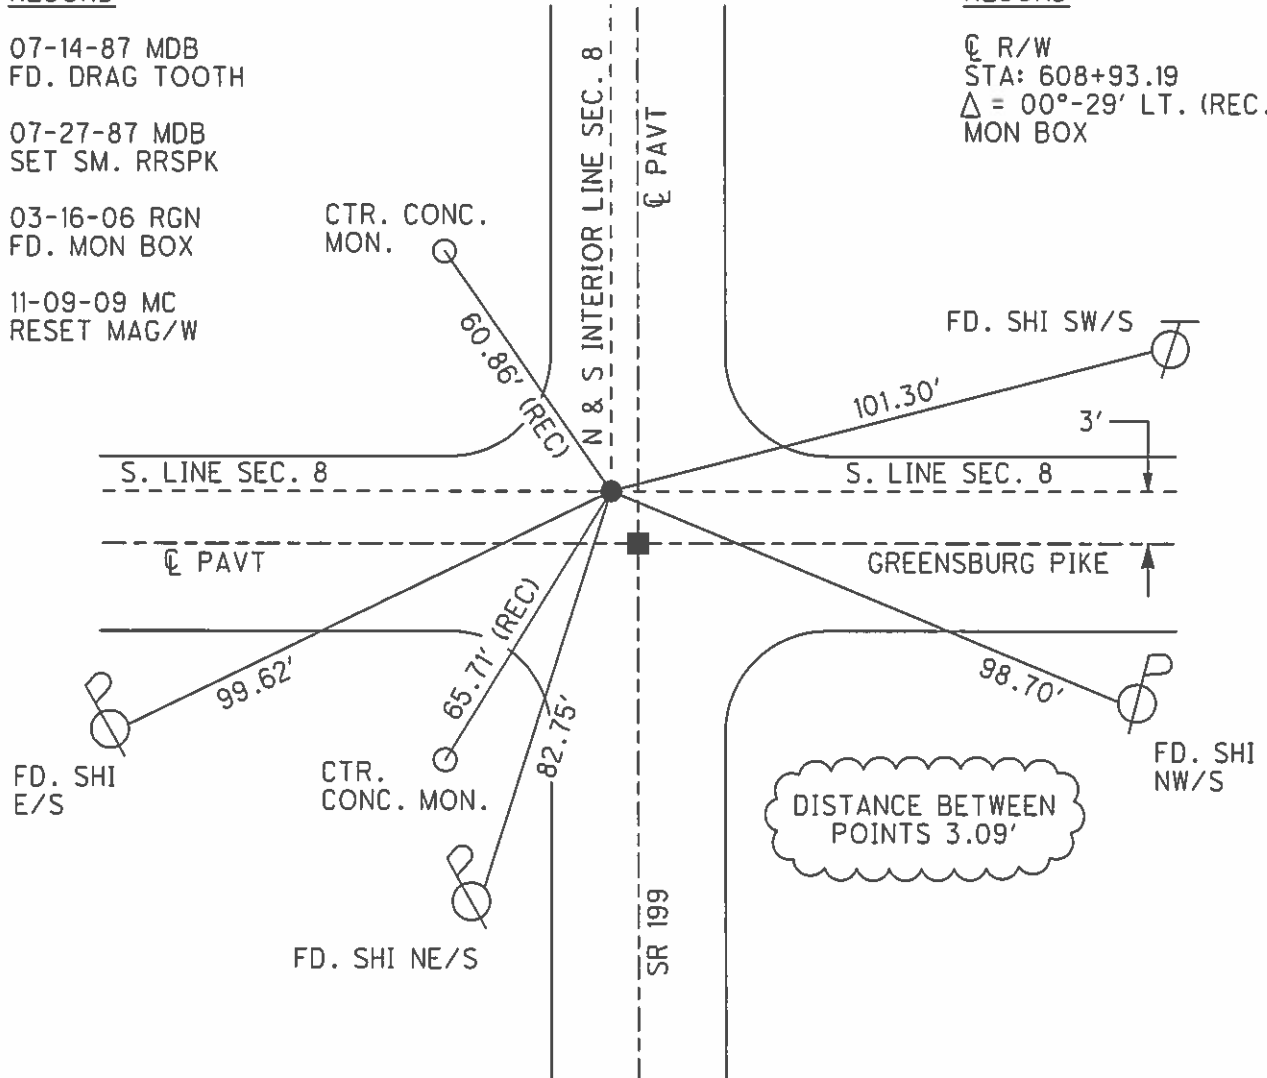 07-14-87 MDB
FD. DRAG TOOTH
07-27-87 MDB
SET SM. RRSPK
03-16-06 RGN
FD. MON BOX
11-09-09 MC
RESET MAG/W
℄ R/W
STA: 608+93.19
Δ = 00°-29' LT. (REC.
MON BOX
N & S INTERIOR LINE SEC. 8
℄ PAVT
CTR. CONC.
MON.
60.86' (REC)
FD. SHI SW/S
101.30'
3'
S. LINE SEC. 8
S. LINE SEC. 8
℄ PAVT
GREENSBURG PIKE
99.62'
65.71' (REC)
82.75'
98.70'
FD. SHI
E/S
CTR.
CONC. MON.
FD. SHI
NW/S
DISTANCE BETWEEN
POINTS 3.09'
SR 199
FD. SHI NE/S